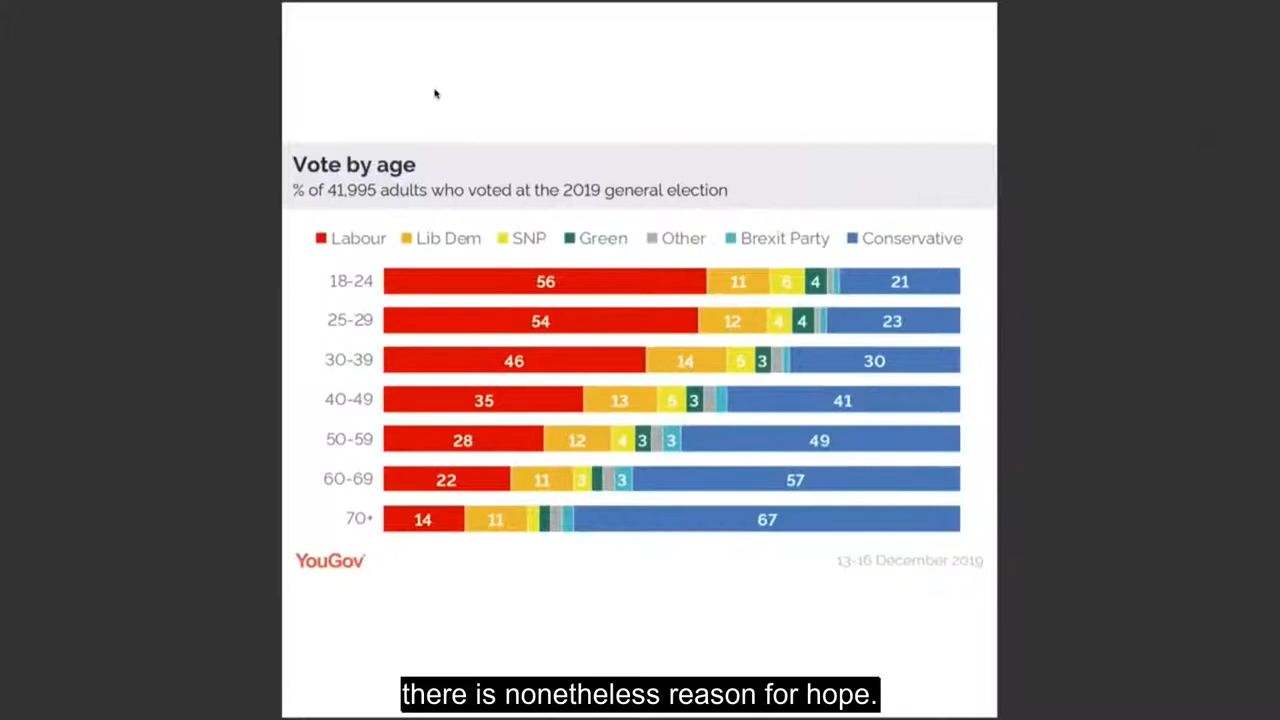 Vote by age
% of 41,995 adults who voted at the 2019 general election
Labour Lib Dem SNP Green Other Brexit Party Conservative
18-24 56 11 6 4 21
25-29 54 12 4 4 23
30-39 46 14 5 3 30
40-49 35 13 5 3 41
50-59 28 12 4 3 3 49
60-69 22 11 3 3 57
70+ 14 11 67
YouGov 13-16 December 2019
there is nonetheless reason for hope.